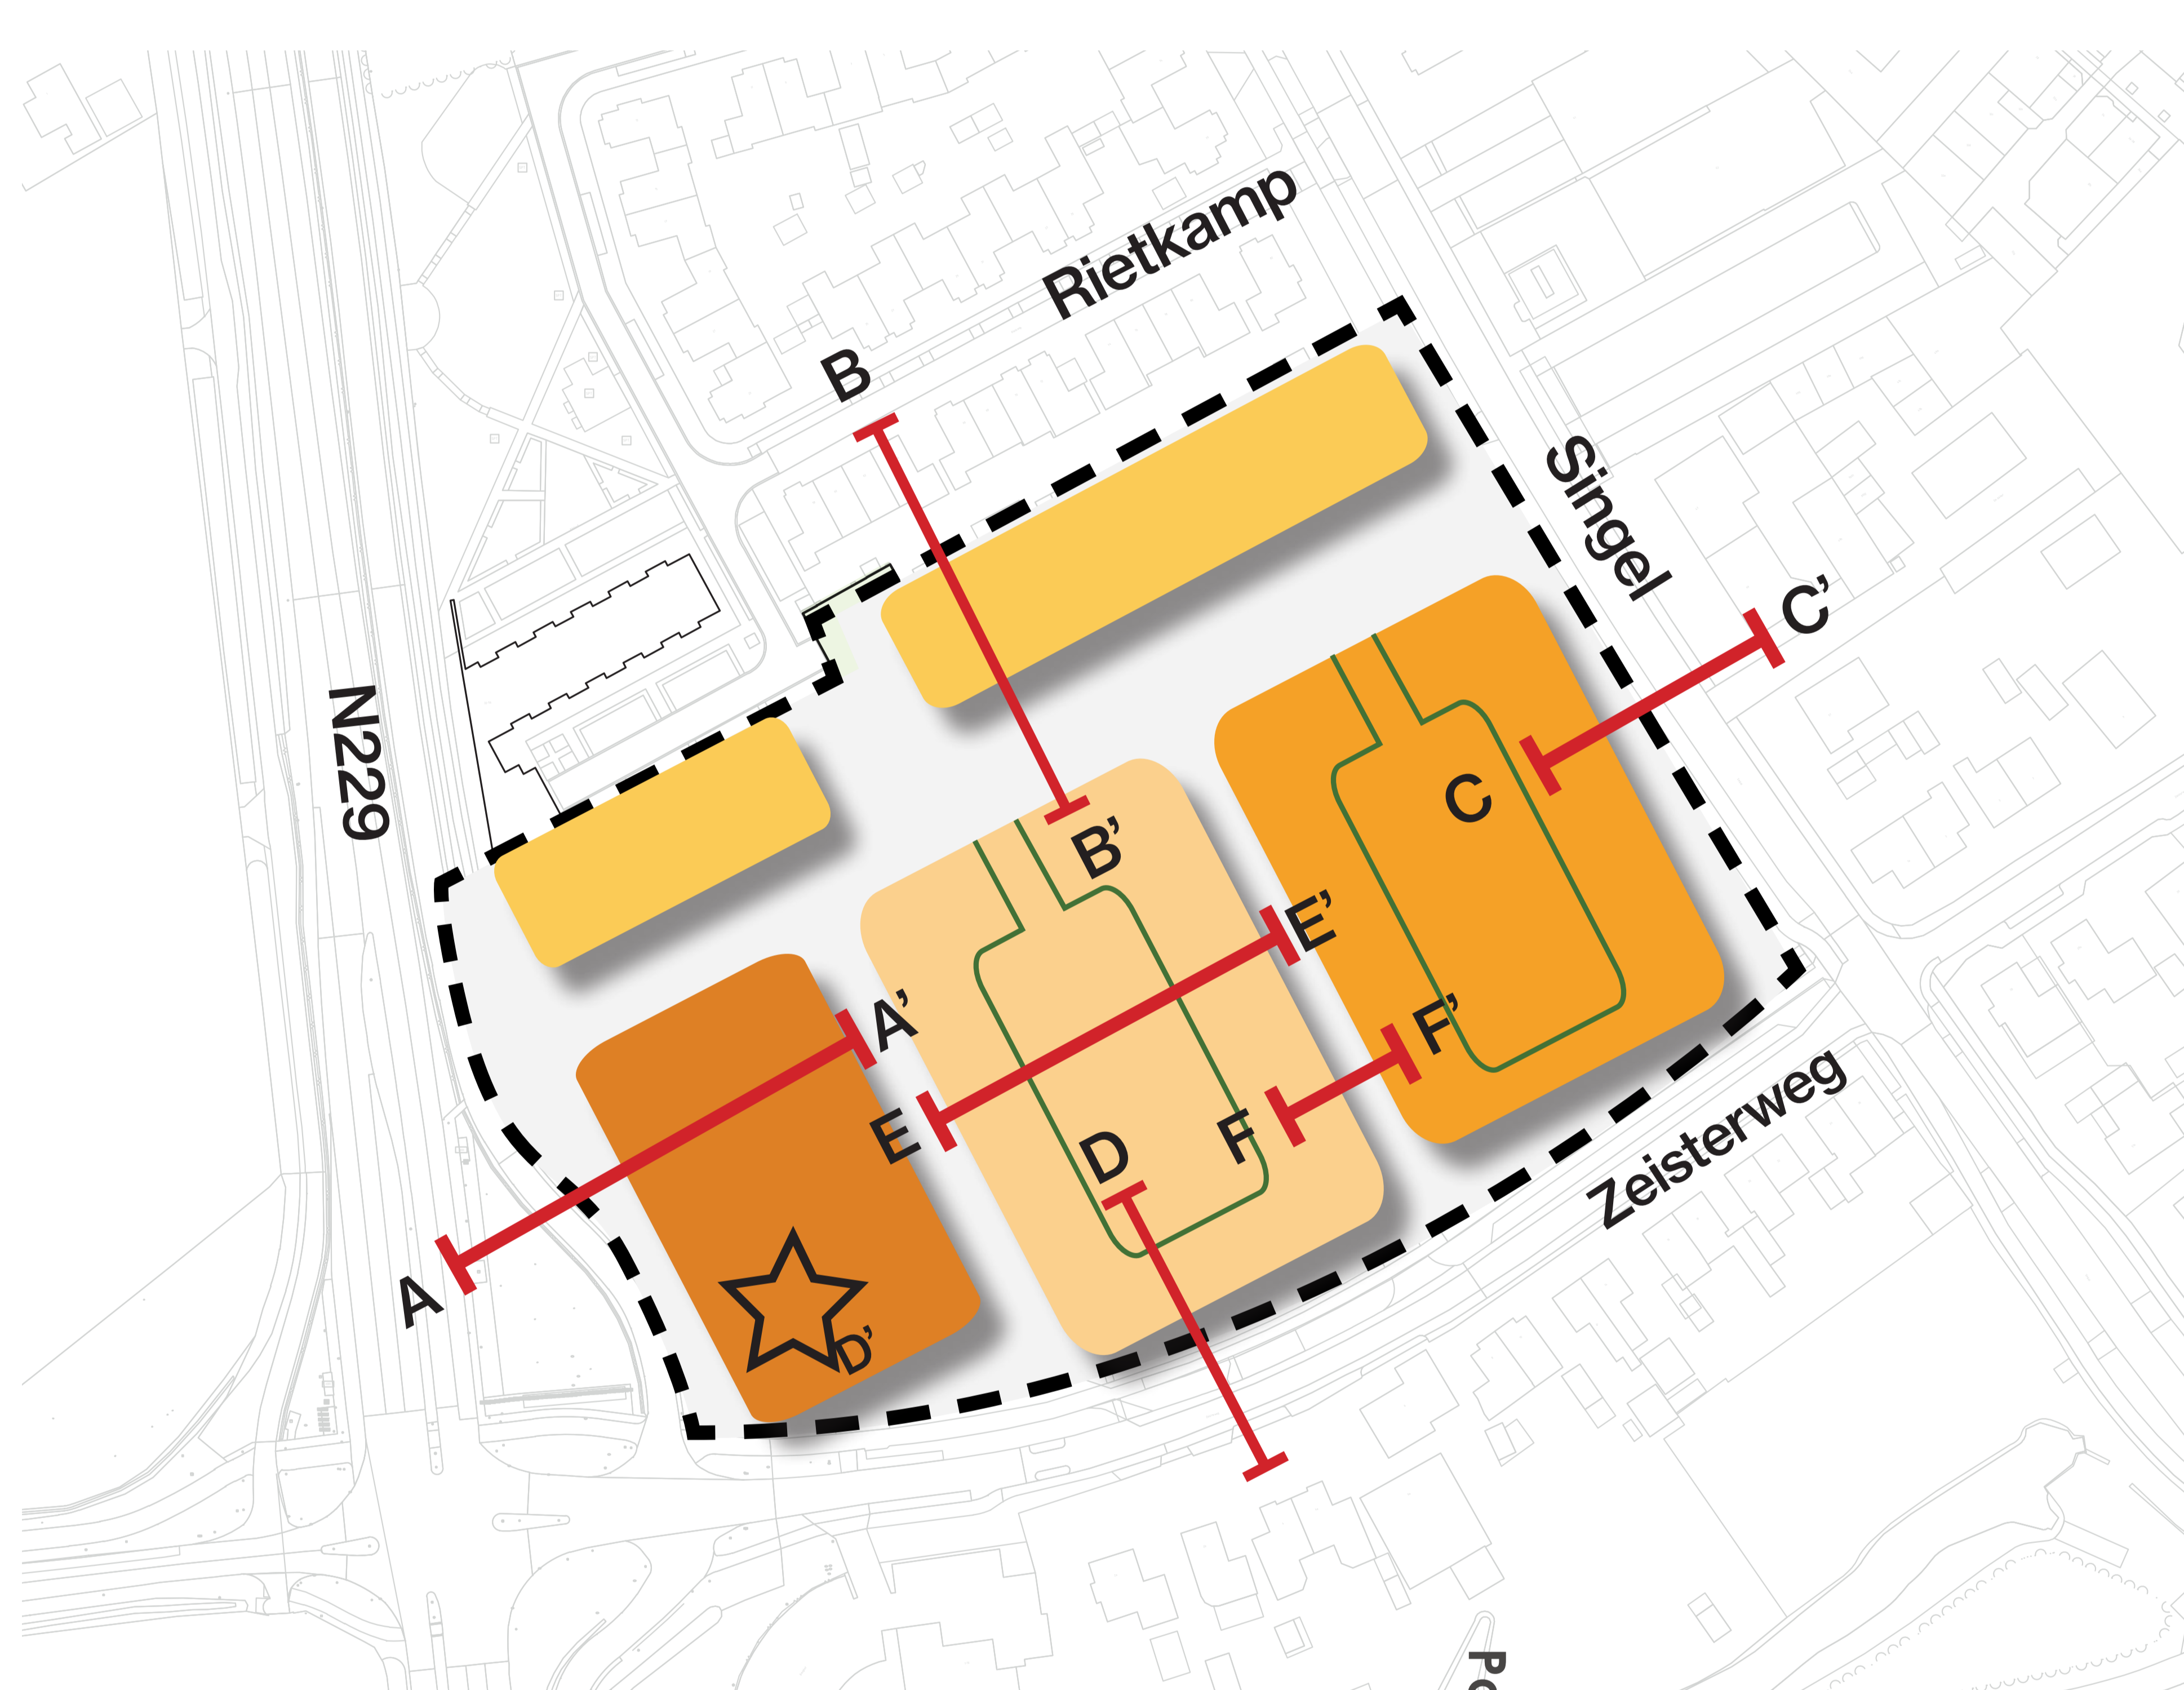 Rietkamp
B
Singel
C’
N229
C
B’
E’
A’
F’
E
D
F
Zeisterweg
A
D’